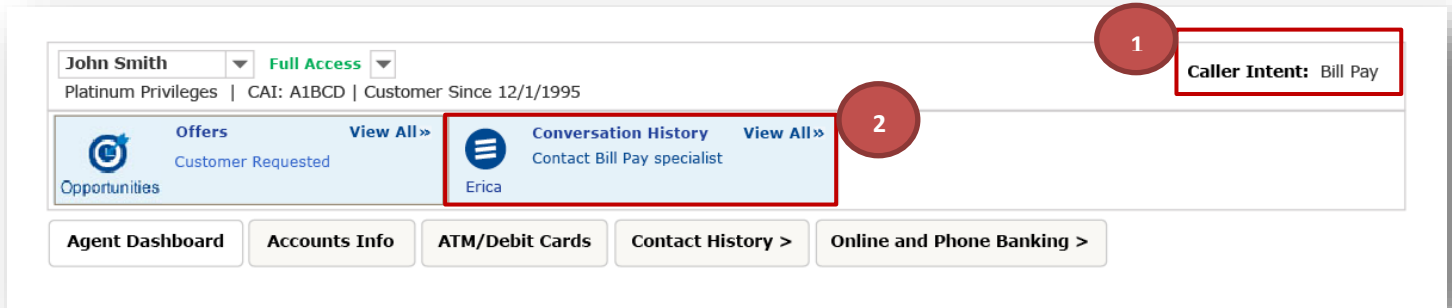 1
John Smith Full Access
Caller Intent: Bill Pay
Platinum Privileges | CAI: A1BCD | Customer Since 12/1/1995
2
Offers View All»
Customer Requested
Opportunities
Conversation History View All»
Contact Bill Pay specialist
Erica
Agent Dashboard
Accounts Info
ATM/Debit Cards
Contact History >
Online and Phone Banking >